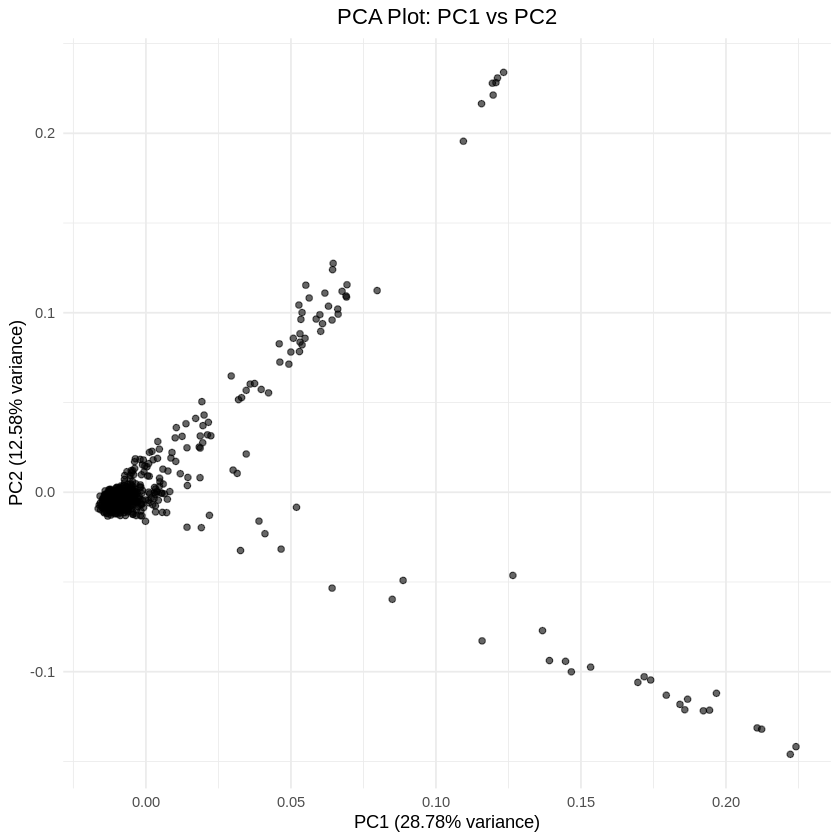 PCA Plot: PC1 vs PC2
0.2
0.1
0.0
-0.1
PC2 (12.58% variance)
0.00 0.05 0.10 0.15 0.20
PC1 (28.78% variance)